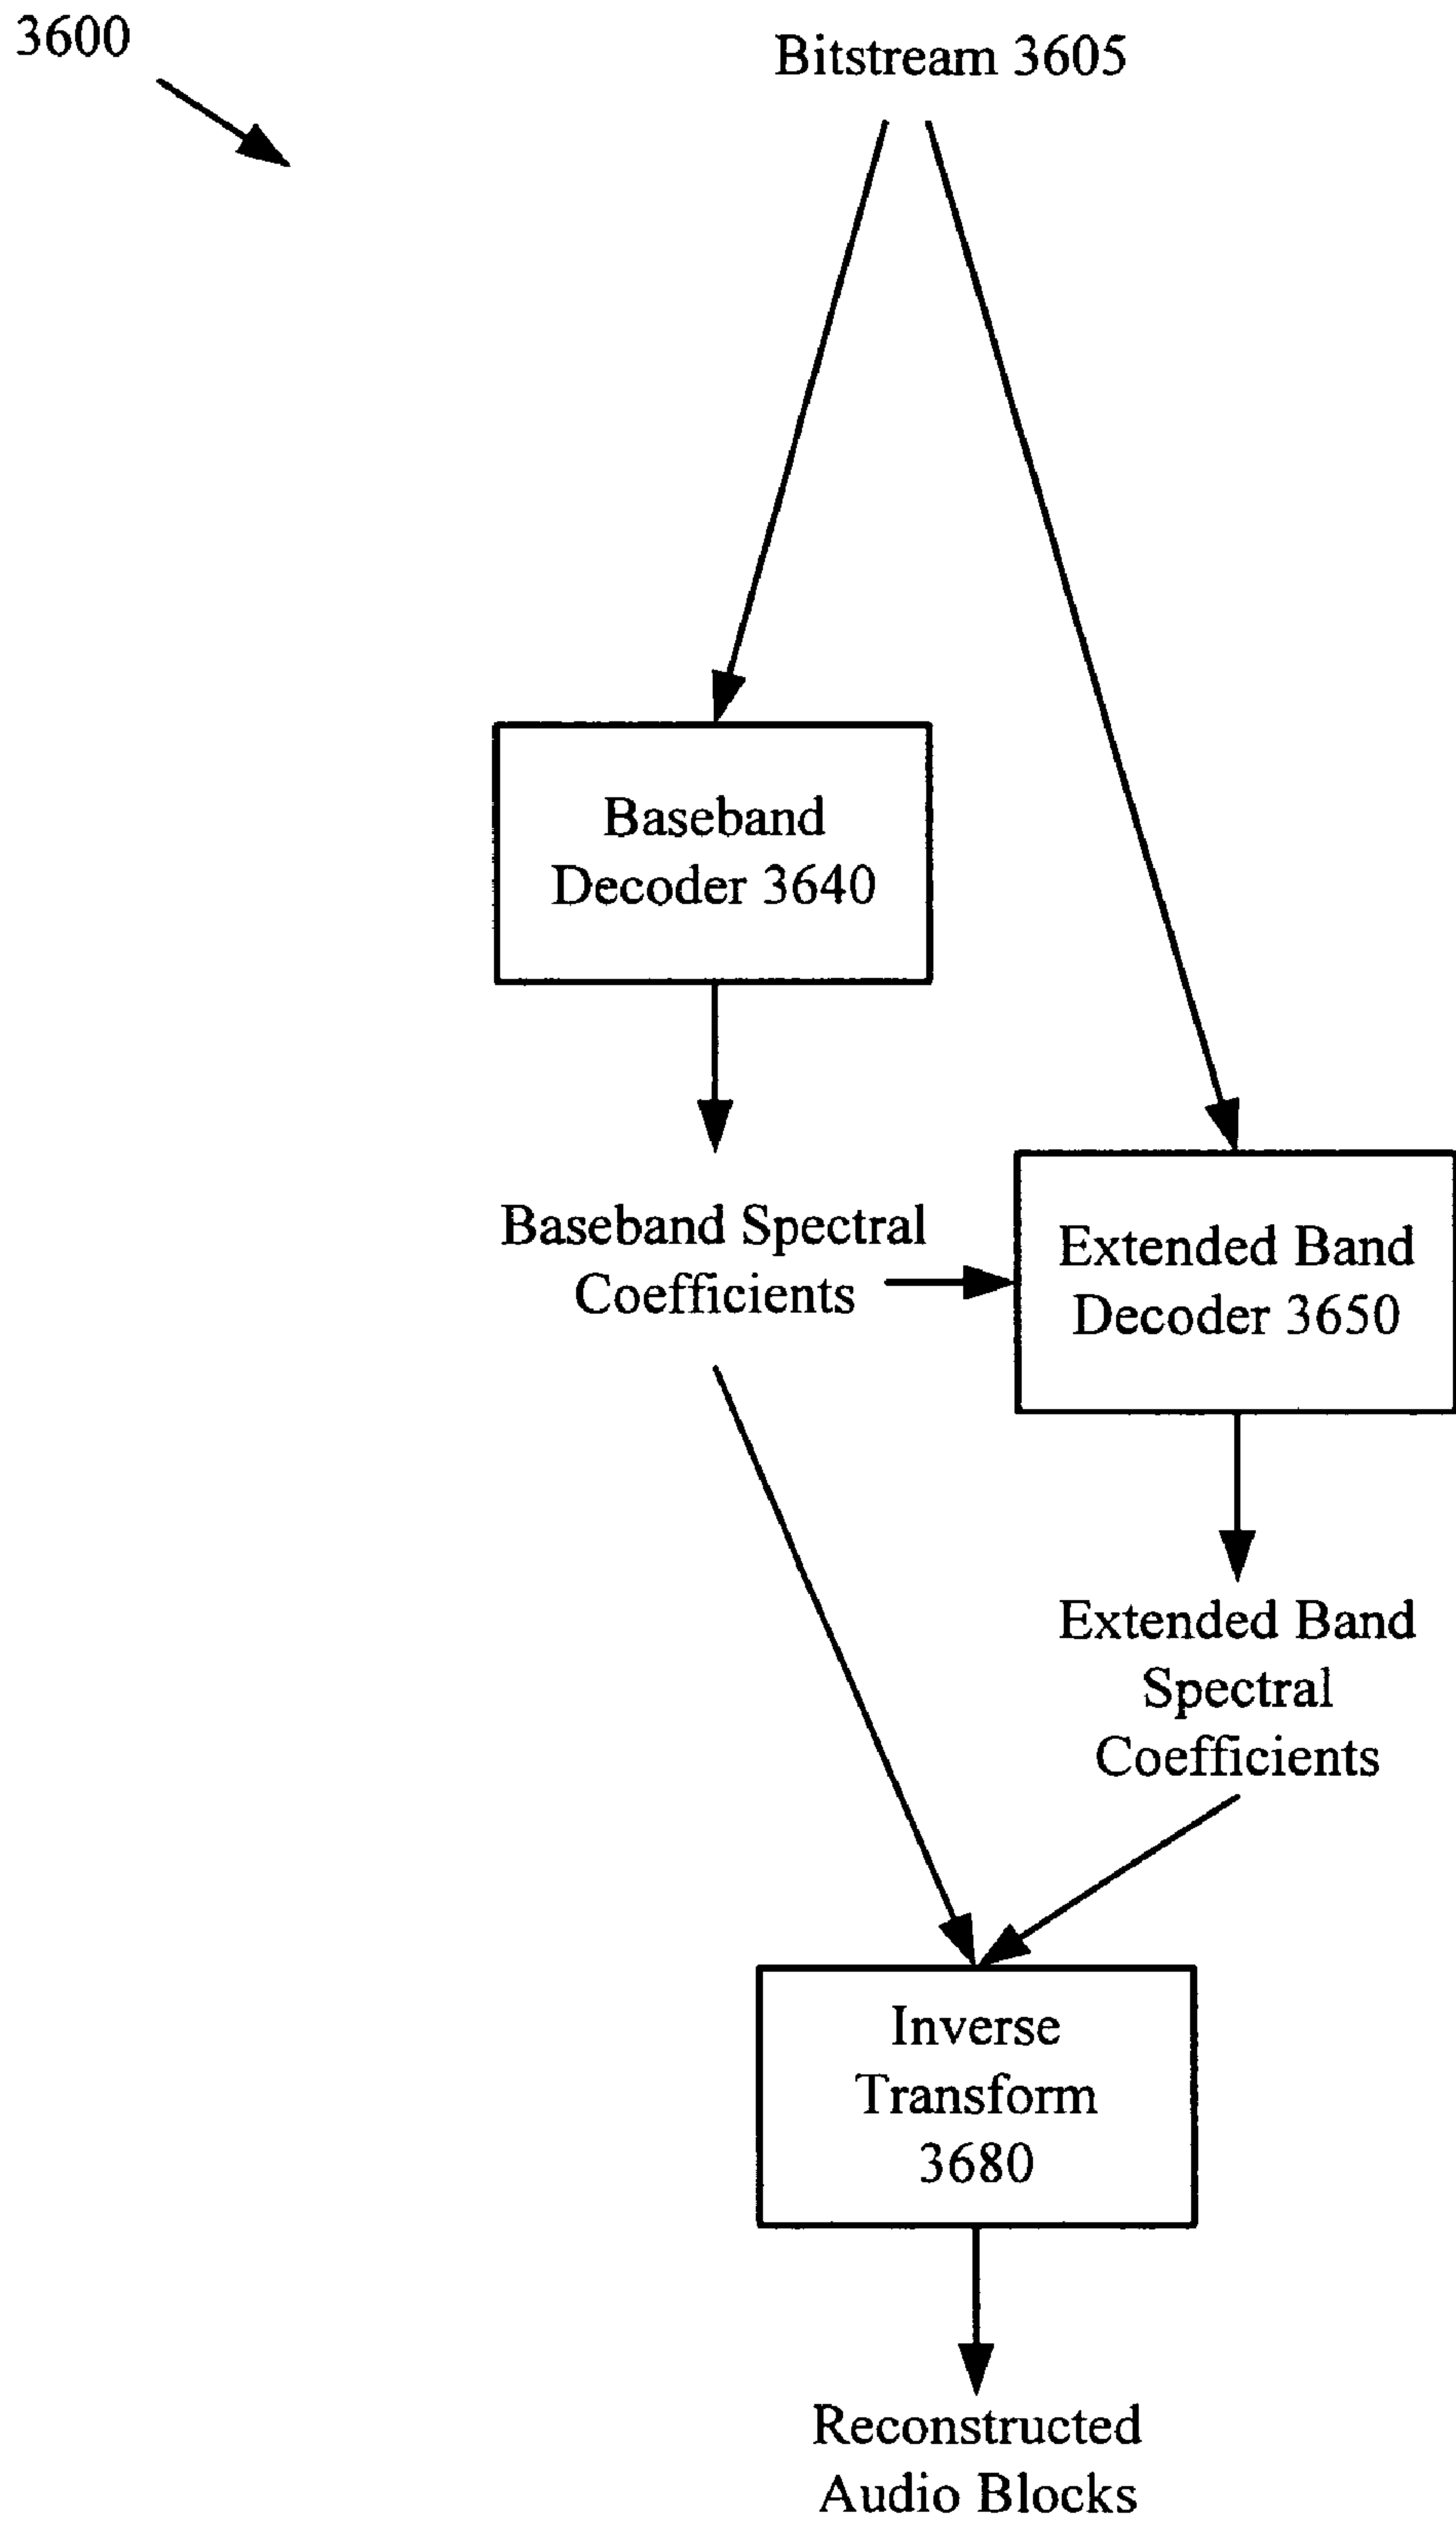 3600
Bitstream 3605
Baseband
Decoder 3640
Baseband Spectral
Coefficients
Extended Band
Decoder 3650
Extended Band
Spectral
Coefficients
Inverse
Transform
3680
Reconstructed
Audio Blocks